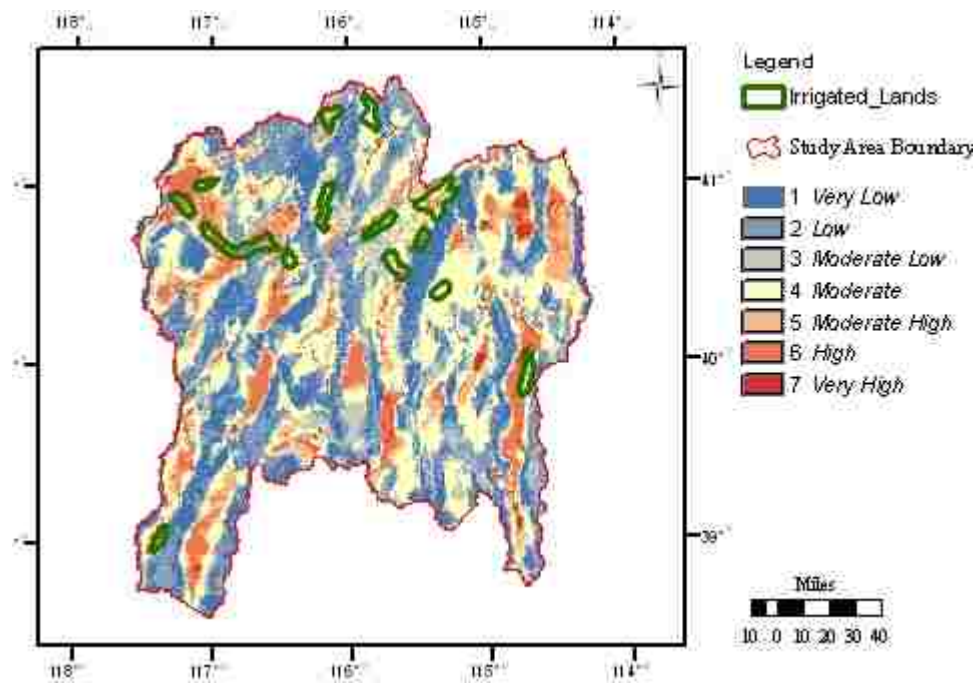 118° 117° 116° 115° 114°
Legend
Irrigated_Lands
Study Area Boundary
41°
1 Very Low
2 Low
3 Moderate Low
4 Moderate
5 Moderate High
6 High
7 Very High
40°
39°
Miles
10 0 10 20 30 40
118° 117° 116° 115° 114°